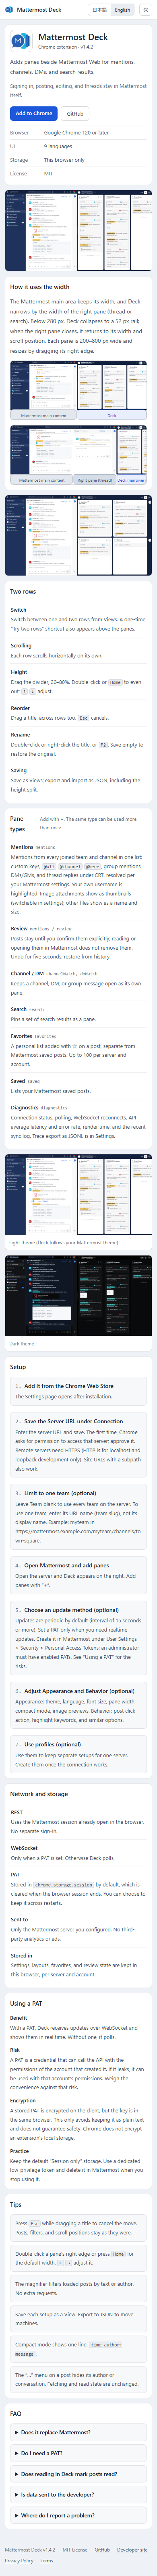 Mattermost Deck
日本語
English
Mattermost Deck
Chrome extension · v1.4.2
Adds panes beside Mattermost Web for mentions,
channels, DMs, and search results.
Signing in, posting, editing, and threads stay in Mattermost
itself.
Add to Chrome
GitHub
Browser Google Chrome 120 or later
UI 9 languages
Storage This browser only
License MIT
How it uses the width
The Mattermost main area keeps its width, and Deck
narrows by the width of the right pane (thread or
search). Below 200 px, Deck collapses to a 52 px rail;
when the right pane closes, it returns to its width and
scroll position. Each pane is 200–800 px wide and
resizes by dragging its right edge.
Mattermost main content
Deck
Mattermost main content
Right pane (thread)
Deck (narrower)
Two rows
Switch
Switch between one and two rows from Views. A one-time
"Try two rows" shortcut also appears above the panes.
Scrolling
Each row scrolls horizontally on its own.
Height
Drag the divider, 20–80%. Double-click or Home to even
out; ↑ ↓ adjust.
Reorder
Drag a title, across rows too. Esc cancels.
Rename
Double-click or right-click the title, or F2. Save empty to
restore the original.
Saving
Save as Views; export and import as JSON, including the
height split.
Pane
types
Add with +. The same type can be used more
than once
Mentions mentions
Mentions from every joined team and channel in one list:
custom keys, @all @channel @here, group mentions,
DMs/GMs, and thread replies under CRT, resolved per
your Mattermost settings. Your own username is
highlighted. Image attachments show as thumbnails
(switchable in settings); other files show as a name and
size.
Review mentions / review
Posts stay until you confirm them explicitly; reading or
opening them in Mattermost does not remove them.
Undo for five seconds; restore from history.
Channel / DM channelwatch, dmwatch
Keeps a channel, DM, or group message open as its own
pane.
Search search
Pins a set of search results as a pane.
Favorites favorites
A personal list added with ☆ on a post; separate from
Mattermost saved posts. Up to 100 per server and
account.
Saved saved
Lists your Mattermost saved posts.
Diagnostics diagnostics
Connection status, polling, WebSocket reconnects, API
average latency and error rate, render time, and the recent
sync log. Trace export as JSONL is in Settings.
Light theme (Deck follows your Mattermost theme)
Dark theme
Setup
1. Add it from the Chrome Web Store
The Settings page opens after installation.
2. Save the Server URL under Connection
Enter the server URL and save. The first time, Chrome
asks for permission to access that server; approve it.
Remote servers need HTTPS (HTTP is for localhost and
loopback development only). Site URLs with a subpath
also work.
3. Limit to one team (optional)
Leave Team blank to use every team on the server. To
use one team, enter its URL name (team slug), not its
display name. Example: myteam in
https://mattermost.example.com/myteam/channels/to
wn-square.
4. Open Mattermost and add panes
Open the server and Deck appears on the right. Add
panes with "+".
5. Choose an update method (optional)
Updates are periodic by default (interval of 15 seconds
or more). Set a PAT only when you need realtime
updates. Create it in Mattermost under User Settings
> Security > Personal Access Tokens; an administrator
must have enabled PATs. See "Using a PAT" for the
risks.
6. Adjust Appearance and Behavior (optional)
Appearance: theme, language, font size, pane width,
compact mode, image previews. Behavior: post click
action, highlight keywords, and similar options.
7. Use profiles (optional)
Use them to keep separate setups for one server.
Create them once the connection works.
Network and storage
REST
Uses the Mattermost session already open in the browser.
No separate sign-in.
WebSocket
Only when a PAT is set. Otherwise Deck polls.
PAT
Stored in chrome.storage.session by default, which is
cleared when the browser session ends. You can choose to
keep it across restarts.
Sent to
Only the Mattermost server you configured. No third-
party analytics or ads.
Stored in
Settings, layouts, favorites, and review state are kept in
this browser, per server and account.
Using a PAT
Benefit
With a PAT, Deck receives updates over WebSocket and
shows them in real time. Without one, it polls.
Risk
A PAT is a credential that can call the API with the
permissions of the account that created it. If it leaks, it can
be used with that account's permissions. Weigh the
convenience against that risk.
Encryption
A stored PAT is encrypted on the client, but the key is in
the same browser. This only avoids keeping it as plain text
and does not guarantee safety. Chrome does not encrypt
an extension's local storage.
Practice
Keep the default "Session only" storage. Use a dedicated
low-privilege token and delete it in Mattermost when you
stop using it.
Tips
Press Esc while dragging a title to cancel the move.
Posts, filters, and scroll positions stay as they were.
Double-click a pane's right edge or press Home for
the default width. ← → adjust it.
The magnifier filters loaded posts by text or author.
No extra requests.
Save each setup as a View. Export to JSON to move
machines.
Compact mode shows one line: time author:
message.
The "..." menu on a post hides its author or
conversation. Fetching and read state are unchanged.
FAQ
Does it replace Mattermost?
Do I need a PAT?
Does reading in Deck mark posts read?
Is data sent to the developer?
Where do I report a problem?
Mattermost Deck v1.4.2 MIT License GitHub Developer site
Privacy Policy Terms